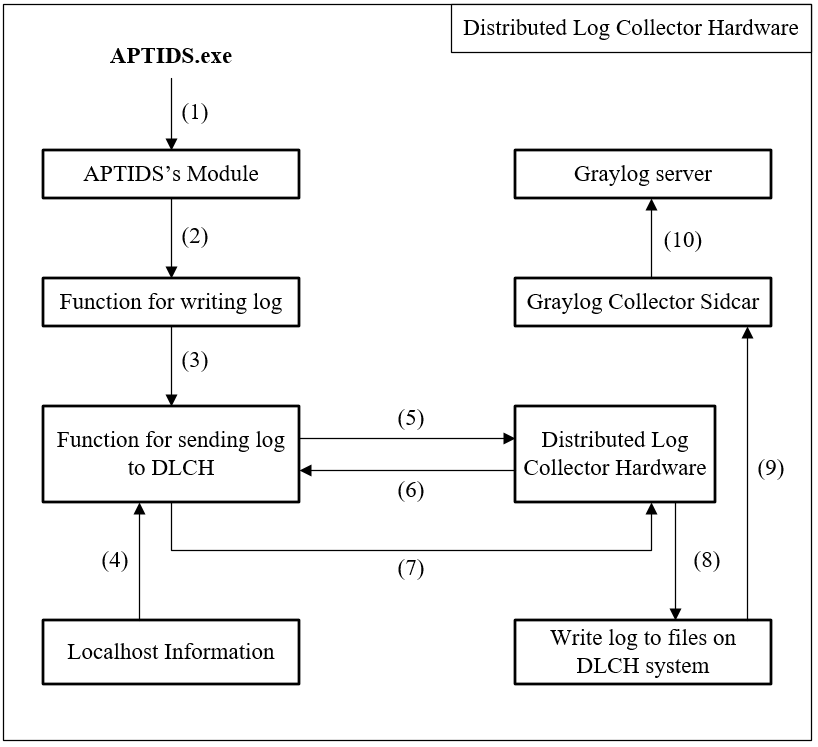 Distributed Log Collector Hardware
APTIDS.exe
(1)
APTIDS's Module
Graylog server
(2)
(10)
Function for writing log
Graylog Collector Sidcar
(3)
Function for sending log
to DLCH
(5)
Distributed Log
Collector Hardware
(6)
(9)
(4)
(7)
(8)
Localhost Information
Write log to files on
DLCH system